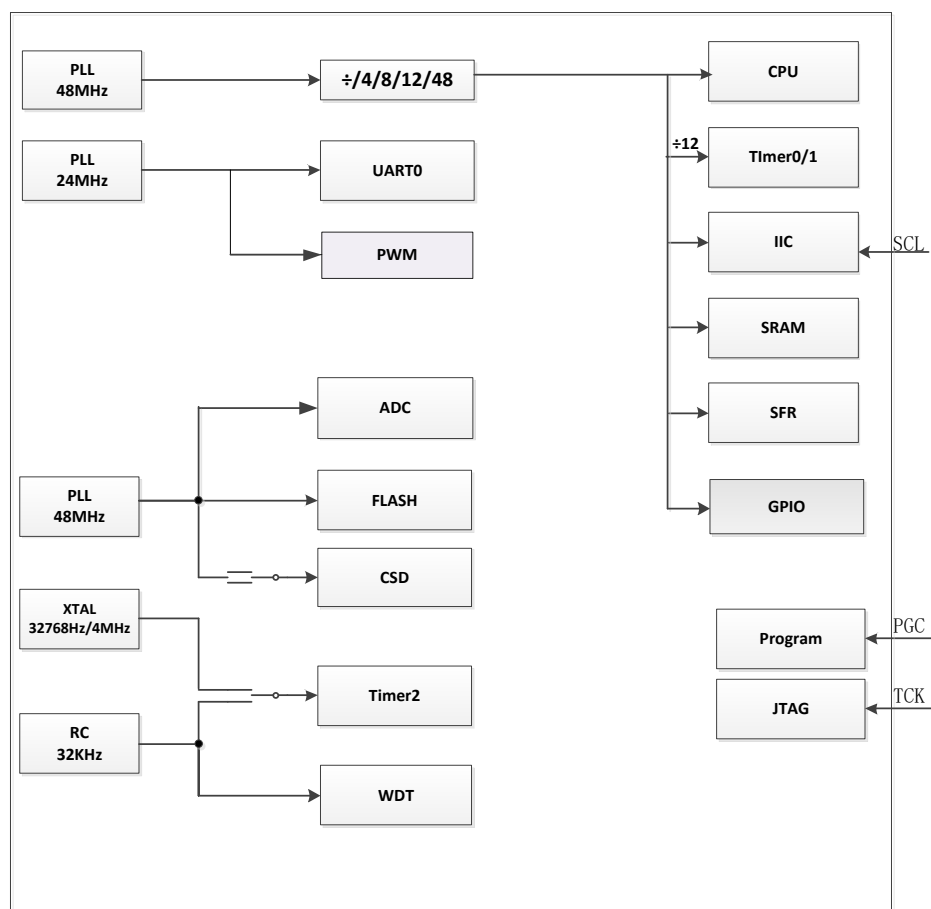 PLL
48MHz
÷/4/8/12/48
CPU
PLL
24MHz
UART0
÷12
TImer0/1
PWM
IIC
SCL
SRAM
ADC
SFR
PLL
48MHz
FLASH
GPIO
CSD
XTAL
32768Hz/4MHz
Program
PGC
Timer2
JTAG
TCK
RC
32KHz
WDT